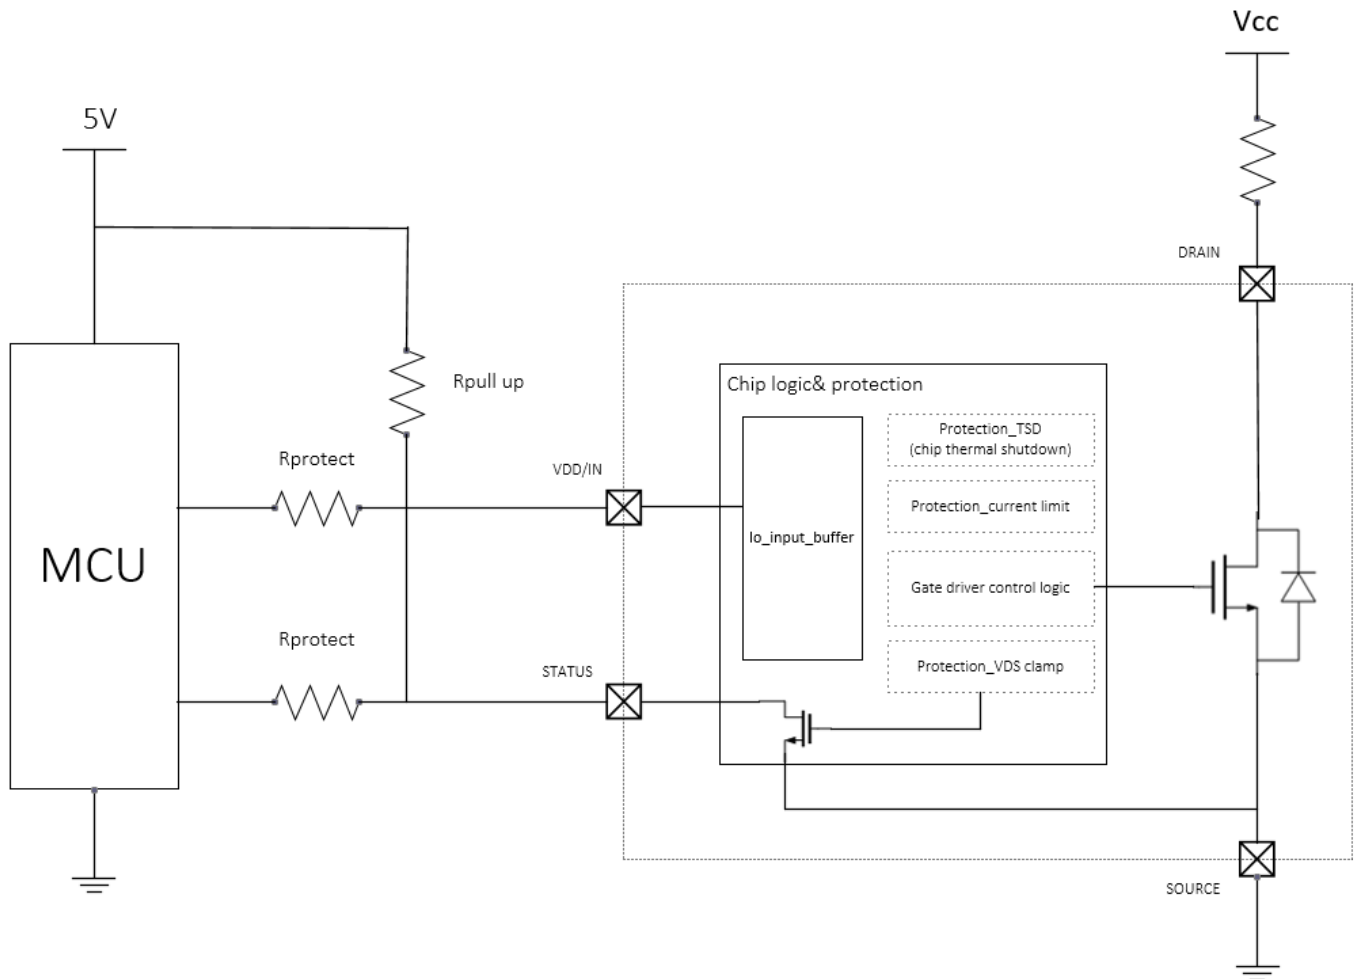 Vcc
5V
DRAIN
Rpull up
Chip logic& protection
Protection_TSD
(chip thermal shutdown)
Rprotect
VDD/IN
Protection_current limit
Io_input_buffer
MCU
Gate driver control logic
Rprotect
STATUS
Protection_VDS clamp
SOURCE